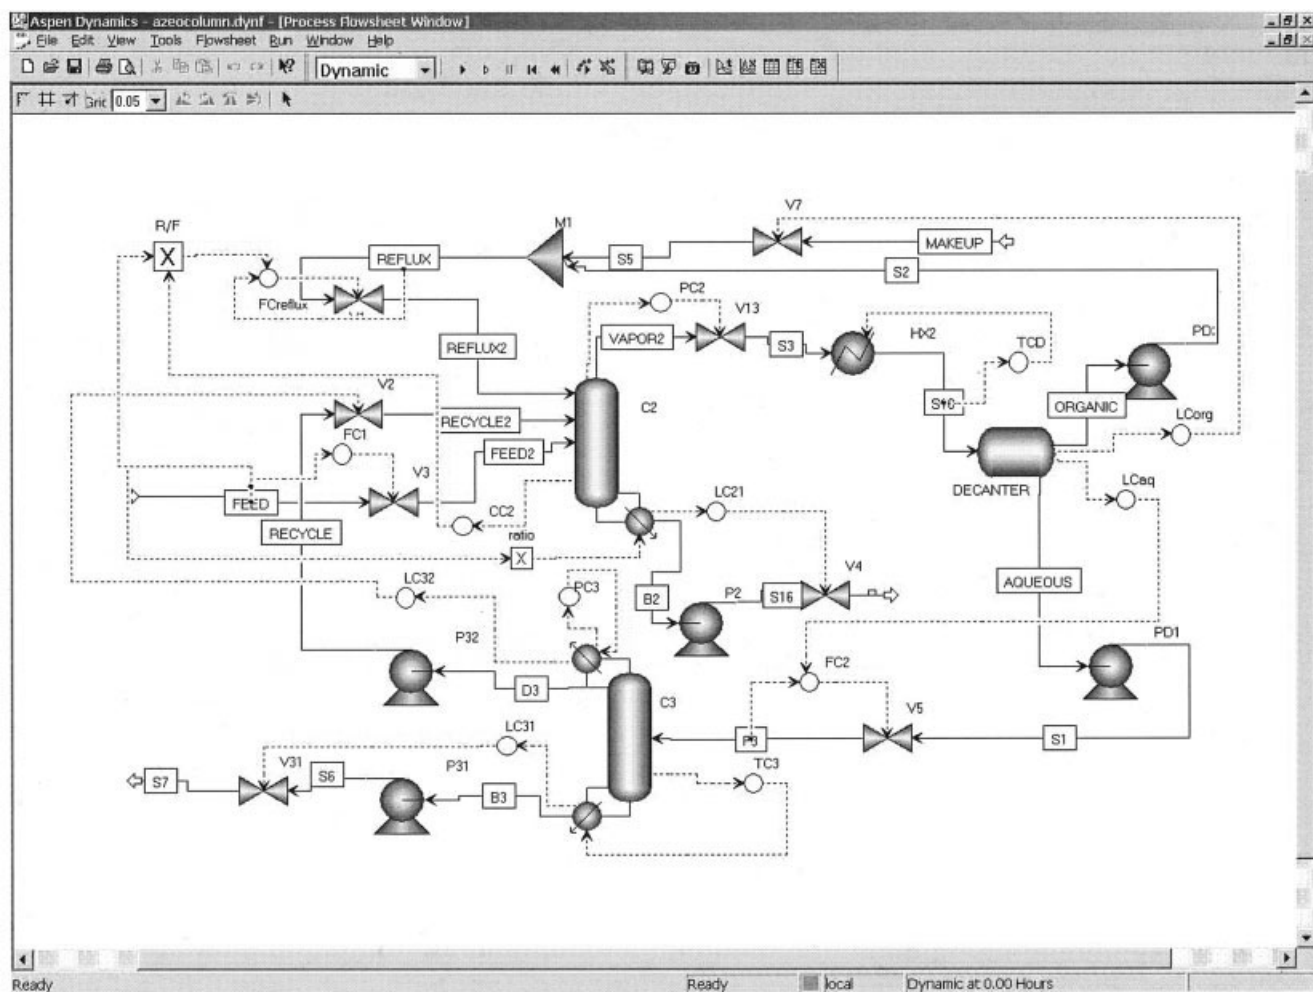 Aspen Dynamics - azeocolumn.dynf - [Process Flowsheet Window]
File Edit View Tools Flowsheet Run Window Help
Dynamic
Grid 0.05
V7
R/F
M1
REFLUX
S5
MAKEUP
S2
FCreflux
PC2
V13
VAPOR2
S3
HX2
TCD
PD
REFLUX2
V2
C2
ORGANIC
RECYCLE2
LCorg
FC1
V3
FEED2
DECANTER
FEED
LC21
LCaq
CC2
RECYCLE
ratio
X
LC32
PC3
V4
AQUEOUS
B2
P2
S16
P32
PD1
FC2
D3
C3
V5
LC31
S1
V31
P31
TC3
S7
S6
B3
Ready
Ready
local
Dynamic at 0.00 Hours